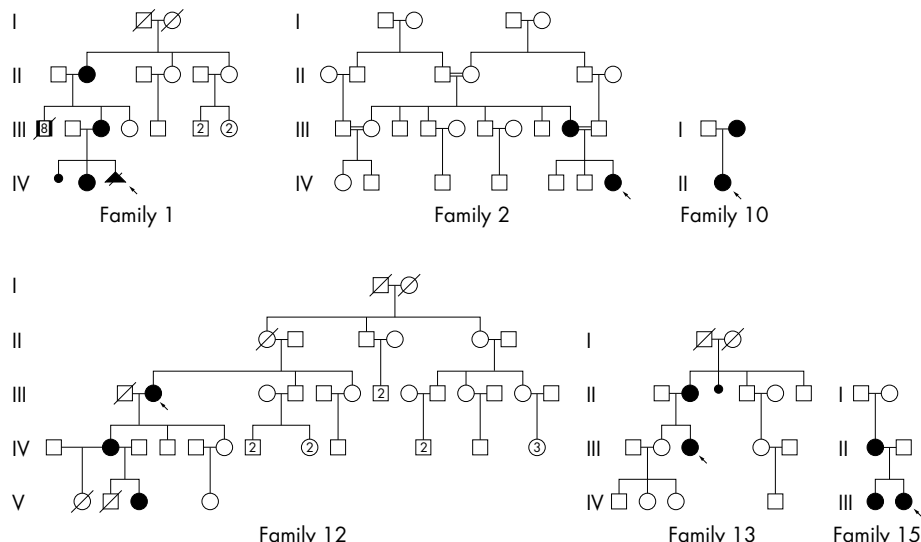 I
II
III 8 2 2
IV
Family 1
I
II
III
IV
Family 2
I
II
Family 10
I
II
III 2
IV 2 2 2 3
V
Family 12
I
II
III
IV
Family 13
I
II
III
Family 15